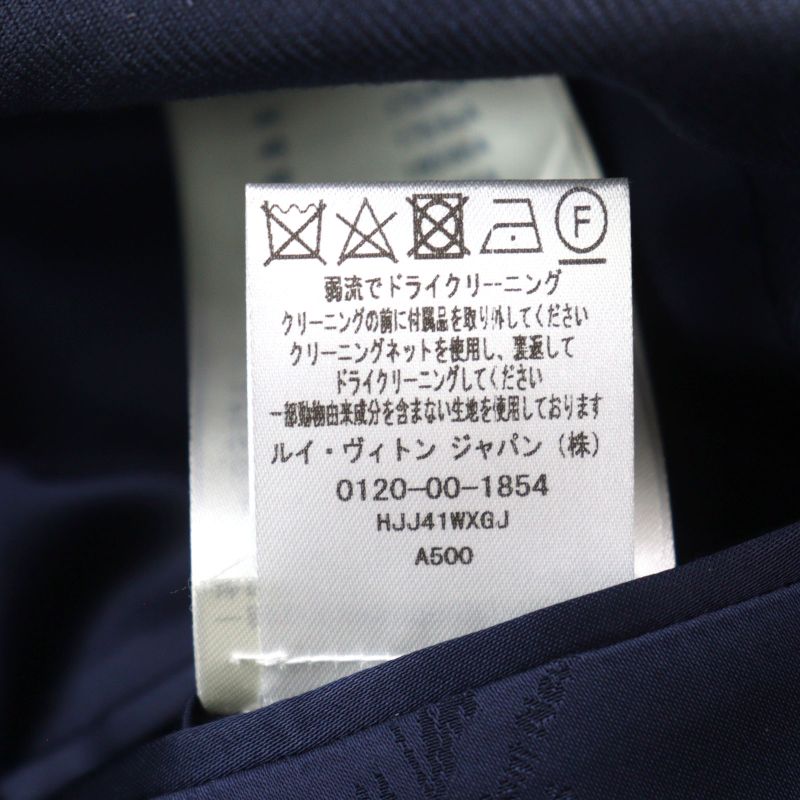 F
弱流でドライクリーニング
クリーニングの前に付属品を取り外してください
クリーニングネットを使用し、裏返して
ドライクリーニングしてください
一部動物由来成分を含まない生地を使用しております
ルイ・ヴィトン ジャパン (株)
0120-00-1854
HJJ41WXGJ
A500